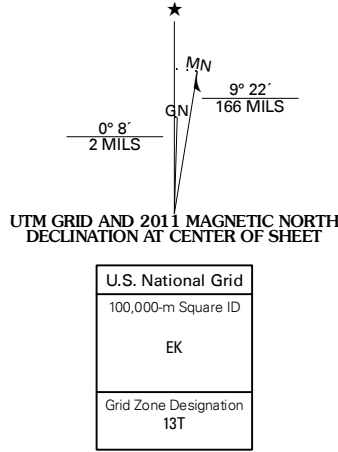 ★
MN
GN
9° 22´
166 MILS
0° 8´
2 MILS
UTM GRID AND 2011 MAGNETIC NORTH
DECLINATION AT CENTER OF SHEET
U.S. National Grid
100,000-m Square ID
EK
Grid Zone Designation
13T